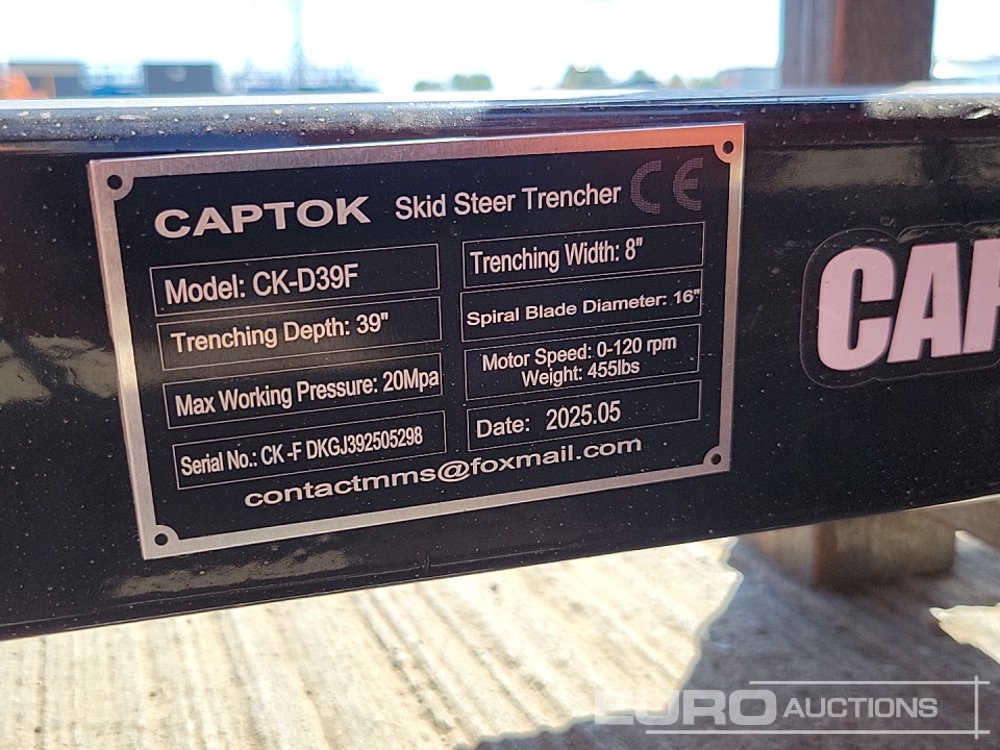 CAPTOK Skid Steer Trencher CE
Model: CK-D39F
Trenching Depth: 39"
Max Working Pressure: 20Mpa
Serial No.: CK -F DKGJ392505298
Trenching Width: 8"
Spiral Blade Diameter: 16"
Motor Speed: 0-120 rpm
Weight: 455lbs
Date: 2025.05
contactmms@foxmail.com
CAP
EURO AUCTIONS